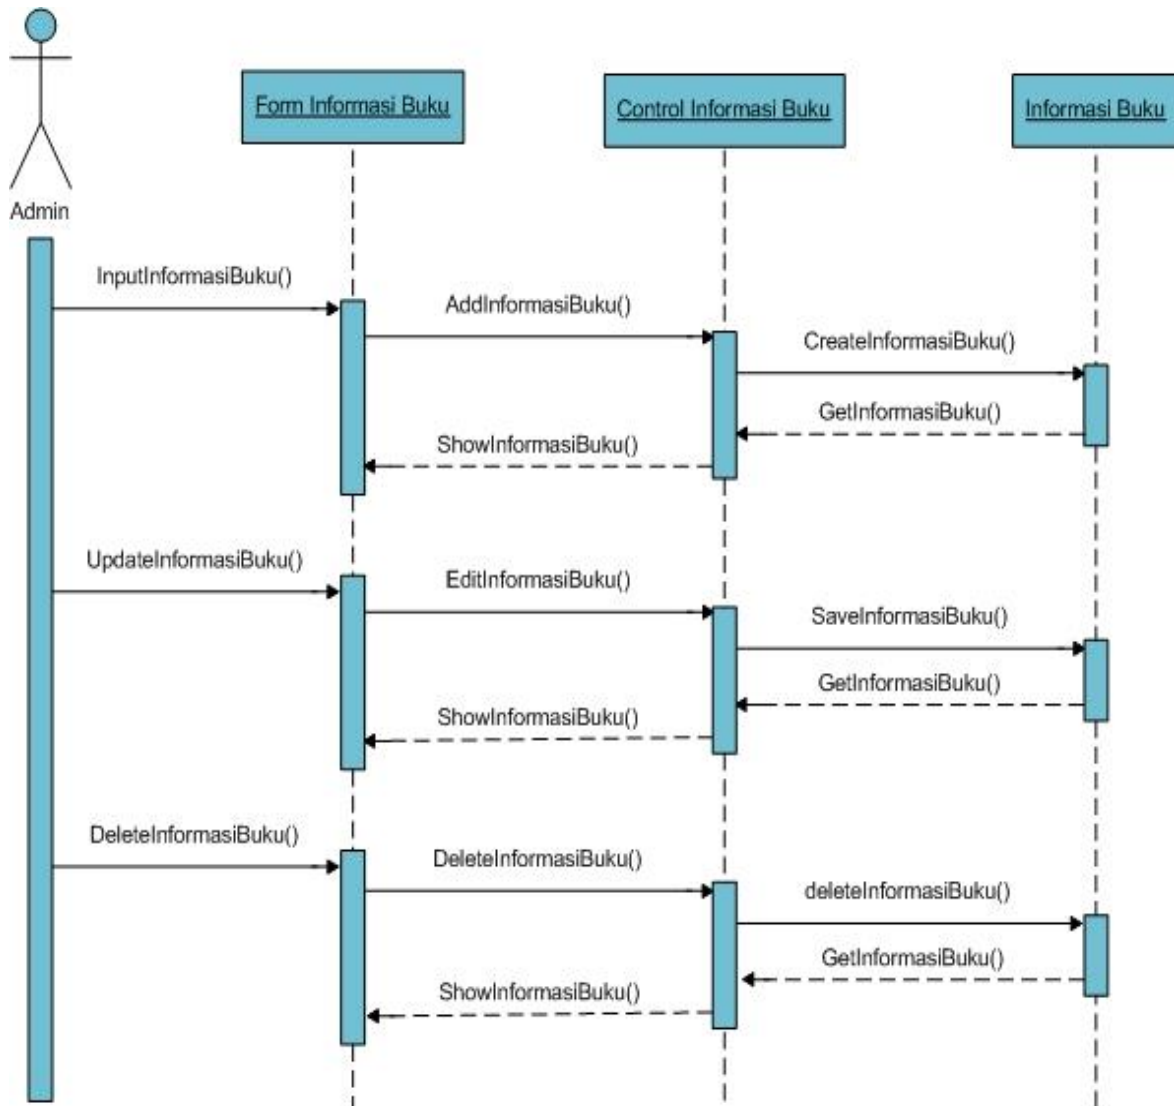 Form Informasi Buku
Control Informasi Buku
Informasi Buku
Admin
InputInformasiBuku()
AddInformasiBuku()
CreateInformasiBuku()
GetInformasiBuku()
ShowInformasiBuku()
UpdateInformasiBuku()
EditInformasiBuku()
SaveInformasiBuku()
GetInformasiBuku()
ShowInformasiBuku()
DeleteInformasiBuku()
DeleteInformasiBuku()
deleteInformasiBuku()
GetInformasiBuku()
ShowInformasiBuku()